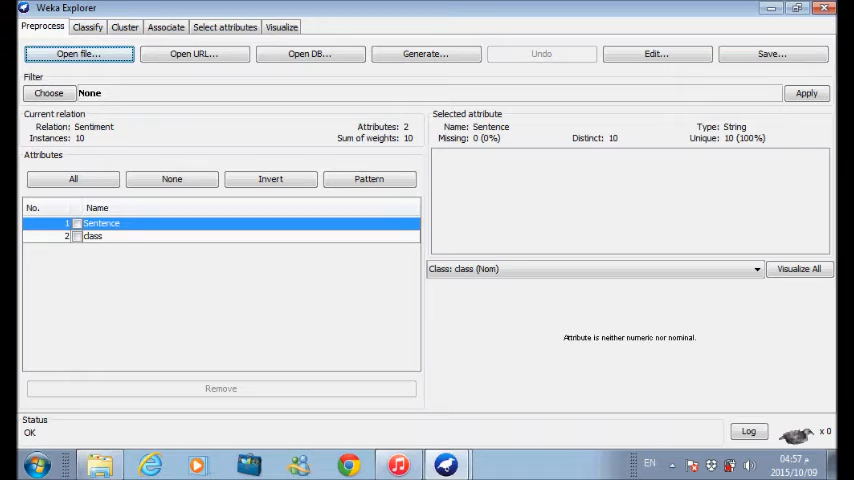 Weka Explorer
Preprocess Classify Cluster Associate Select attributes Visualize
Open file... Open URL... Open DB... Generate... Undo Edit... Save...
Filter
Choose None Apply
Current relation
Relation: Sentiment Attributes: 2
Instances: 10 Sum of weights: 10
Selected attribute
Name: Sentence Type: String
Missing: 0 (0%) Distinct: 10 Unique: 10 (100%)
Attributes
All None Invert Pattern
No. Name
1 Sentence
2 class
Class: class (Nom) Visualize All
Attribute is neither numeric nor nominal.
Remove
Status
OK
Log x 0
EN 04:57 م
2015/10/09